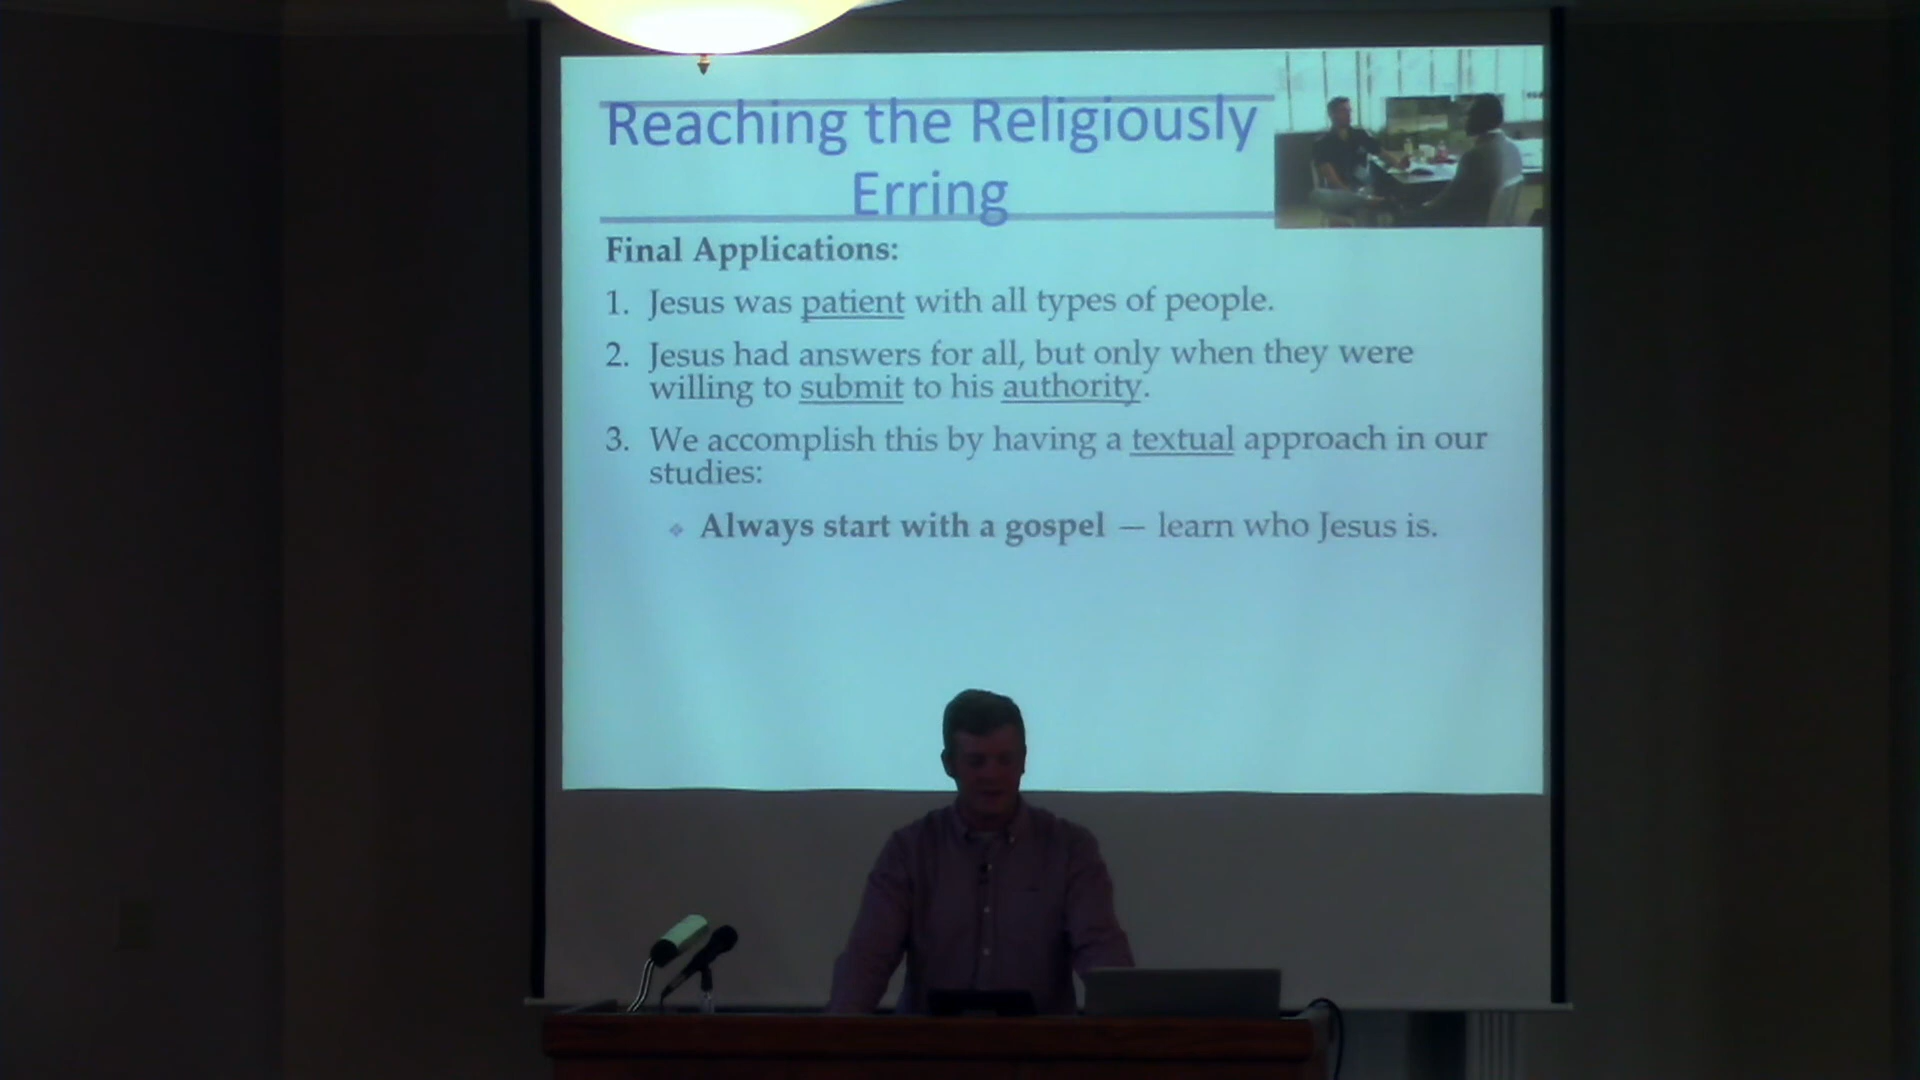 Reaching the Religiously
Erring
Final Applications:
1. Jesus was patient with all types of people.
2. Jesus had answers for all, but only when they were
willing to submit to his authority.
3. We accomplish this by having a textual approach in our
studies:
❖ Always start with a gospel — learn who Jesus is.